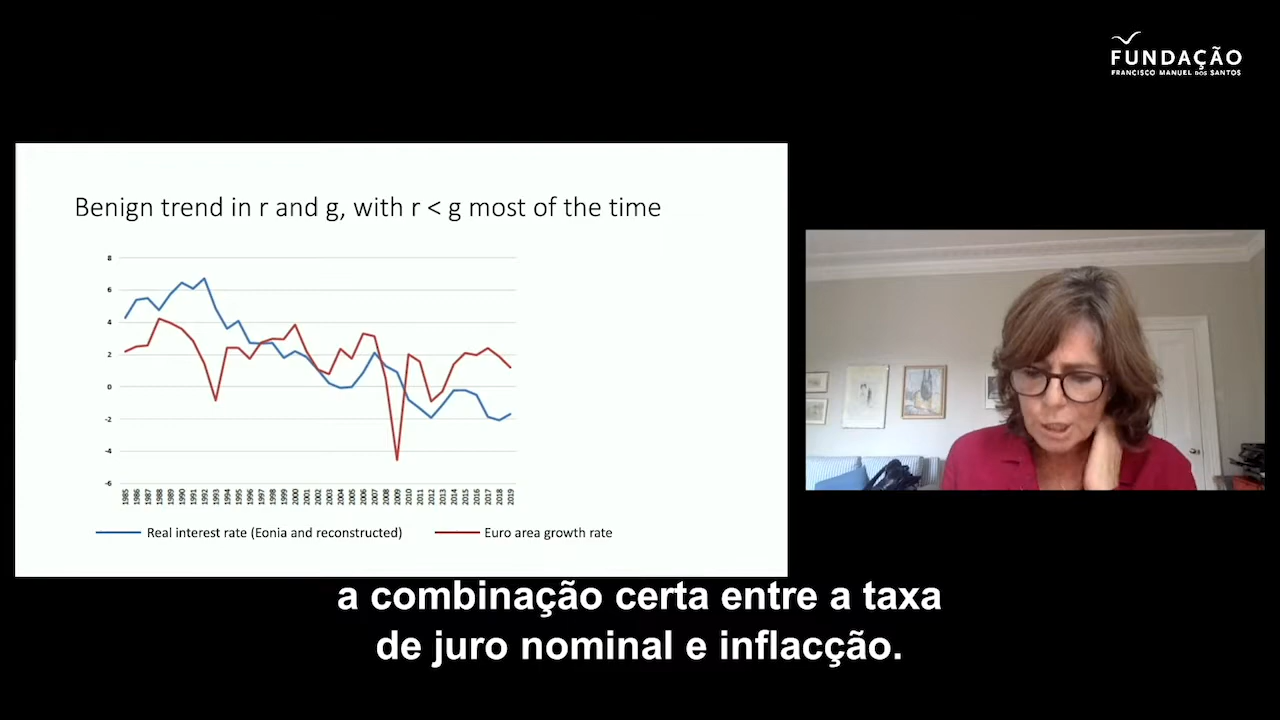 FUNDAÇÃO
FRANCISCO MANUEL DOS SANTOS
Benign trend in r and g, with r < g most of the time
8
6
4
2
0
-2
-4
-6
1985 1986 1987 1988 1989 1990 1991 1992 1993 1994 1995 1996 1997 1998 1999 2000 2001 2002 2003 2004 2005 2006 2007 2008 2009 2010 2011 2012 2013 2014 2015 2016 2017 2018 2019
Real interest rate (Eonia and reconstructed) Euro area growth rate
a combinação certa entre a taxa
de juro nominal e inflacção.